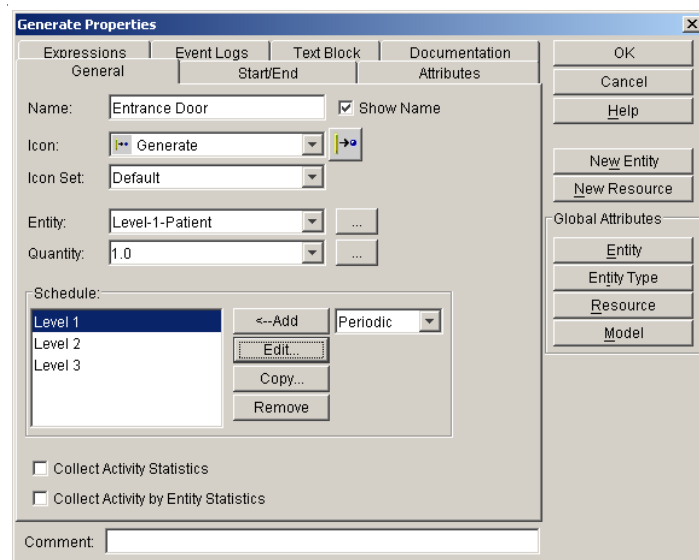 Generate Properties
Expressions Event Logs Text Block Documentation
General Start/End Attributes
Name: Entrance Door Show Name
Icon: Generate
Icon Set: Default
Entity: Level-1-Patient ...
Quantity: 1.0 ...
Schedule:
Level 1
Level 2
Level 3
<--Add Periodic
Edit...
Copy...
Remove
Collect Activity Statistics
Collect Activity by Entity Statistics
Comment:
OK
Cancel
Help
New Entity
New Resource
Global Attributes
Entity
Entity Type
Resource
Model